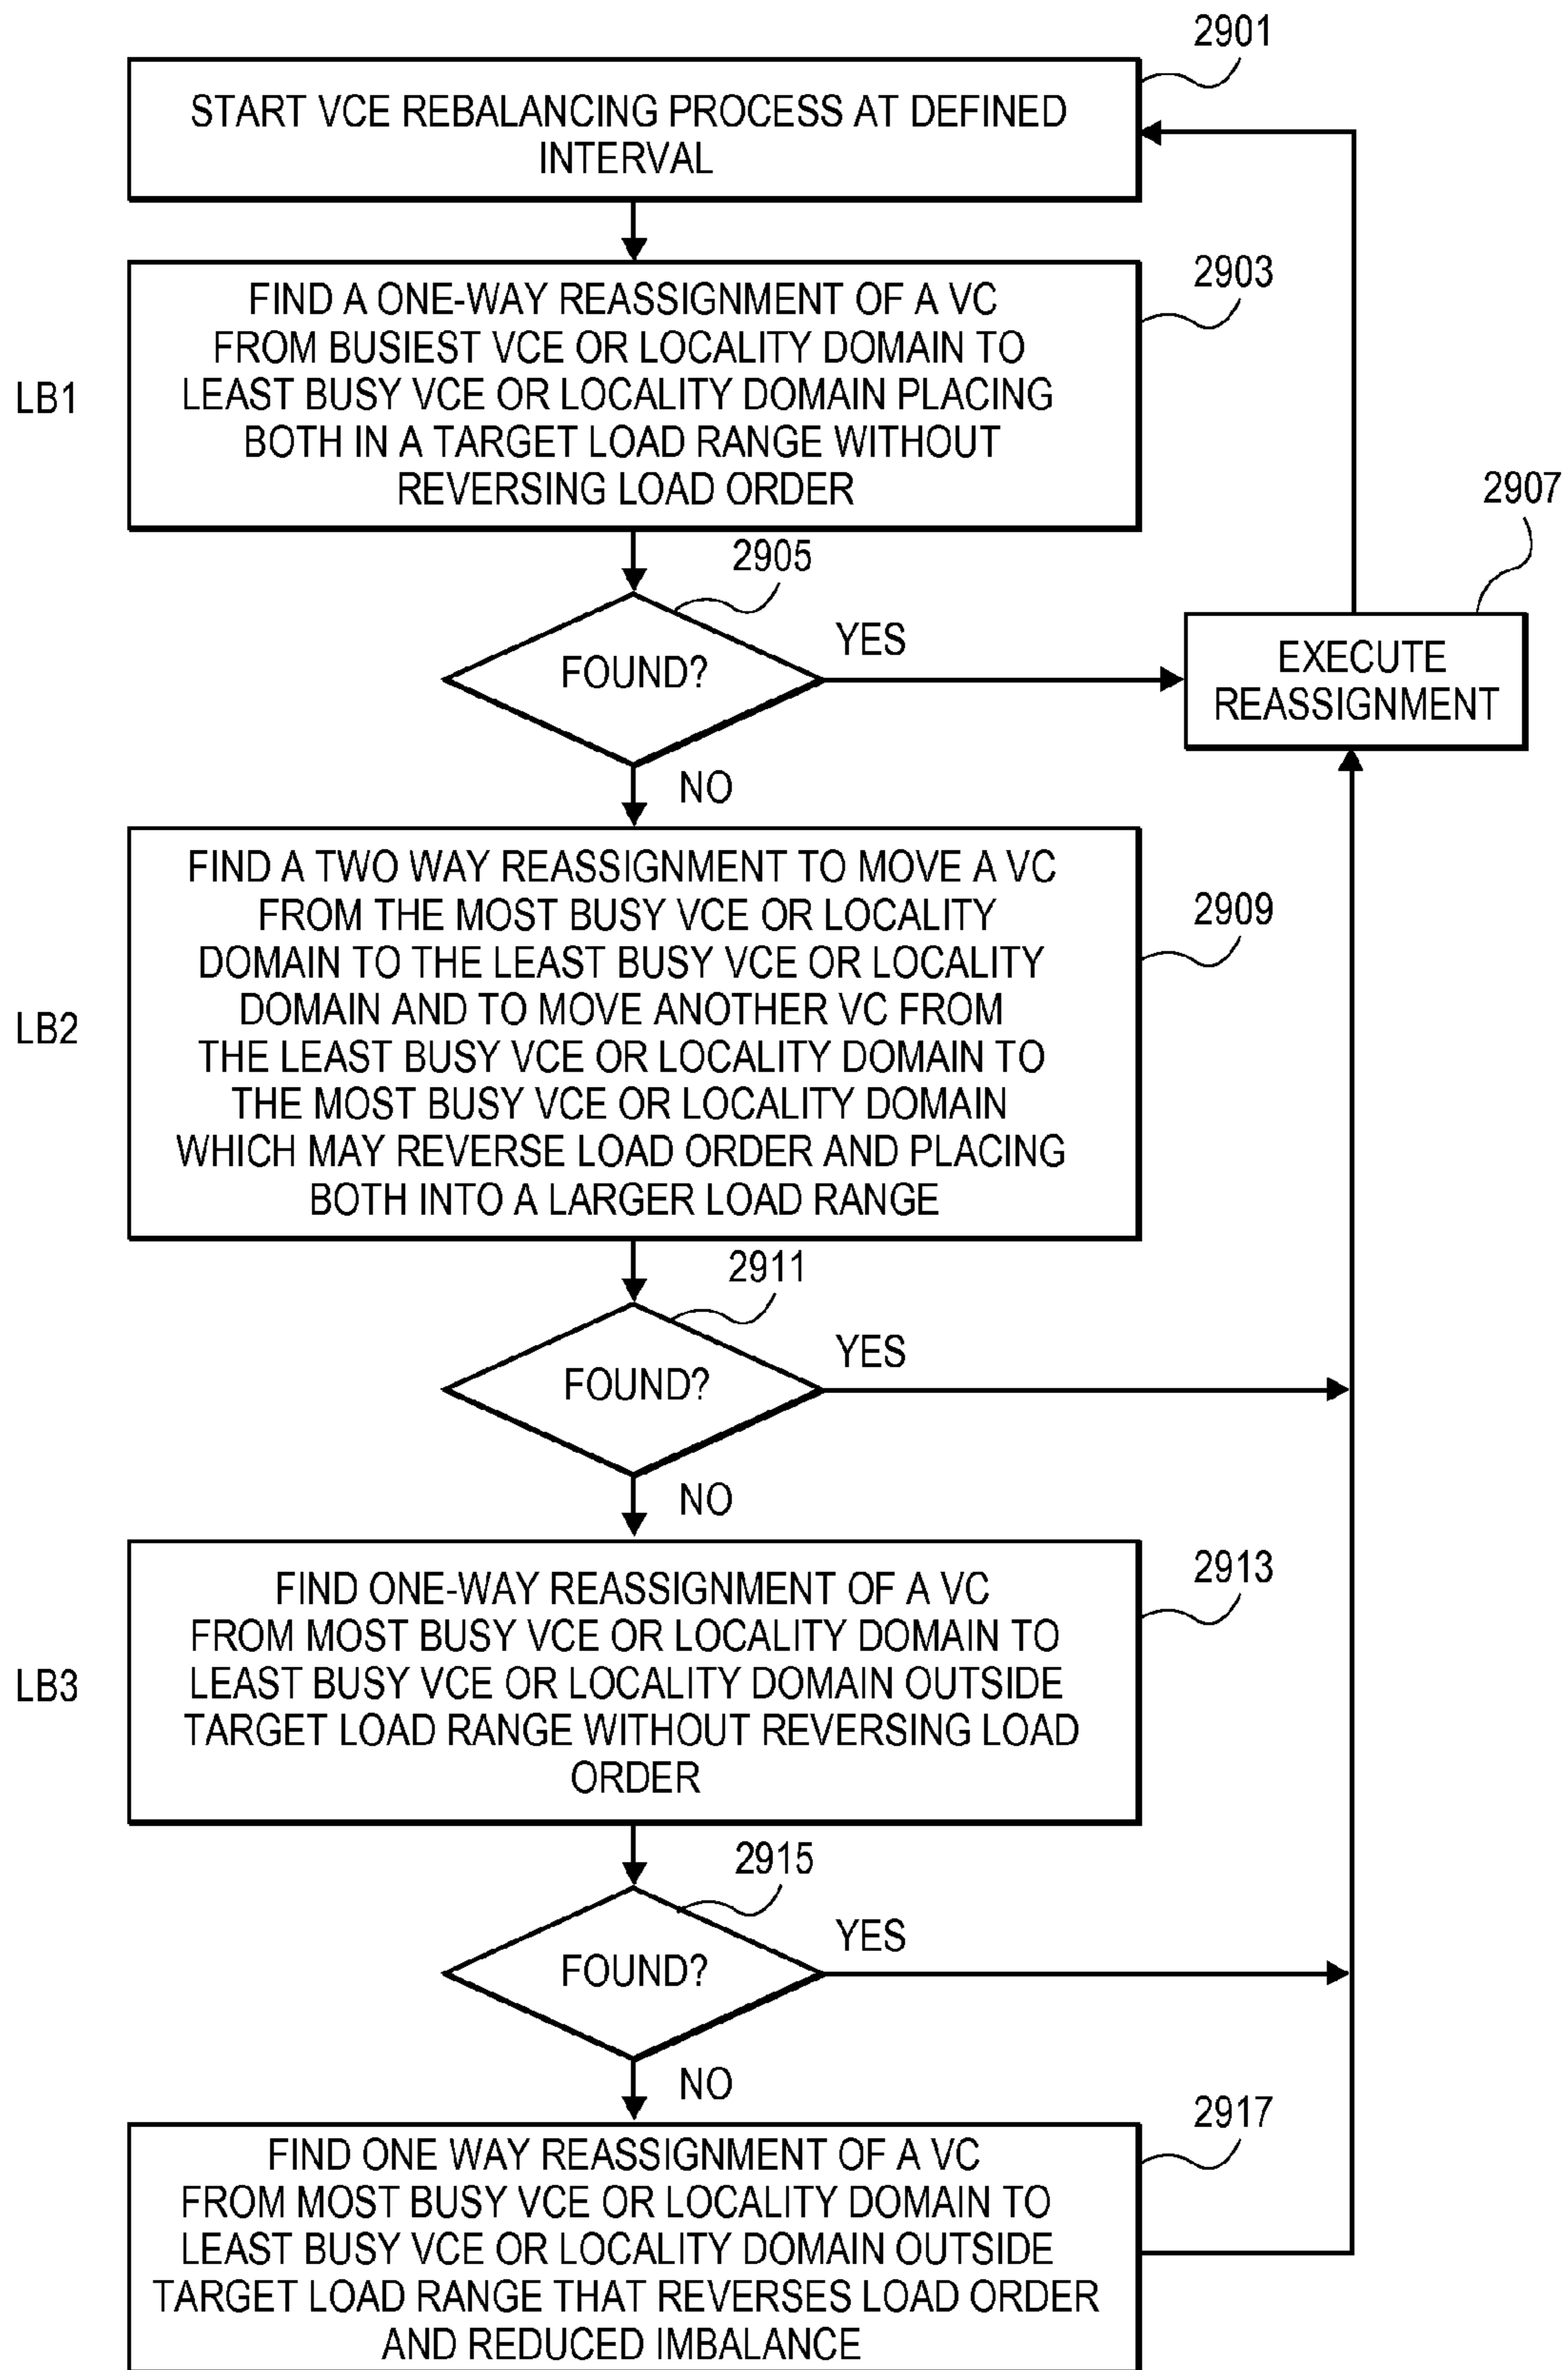 2901
START VCE REBALANCING PROCESS AT DEFINED
INTERVAL
2903
LB1
FIND A ONE-WAY REASSIGNMENT OF A VC
FROM BUSIEST VCE OR LOCALITY DOMAIN TO
LEAST BUSY VCE OR LOCALITY DOMAIN PLACING
BOTH IN A TARGET LOAD RANGE WITHOUT
REVERSING LOAD ORDER
2905
FOUND?
YES
2907
EXECUTE
REASSIGNMENT
NO
2909
LB2
FIND A TWO WAY REASSIGNMENT TO MOVE A VC
FROM THE MOST BUSY VCE OR LOCALITY
DOMAIN TO THE LEAST BUSY VCE OR LOCALITY
DOMAIN AND TO MOVE ANOTHER VC FROM
THE LEAST BUSY VCE OR LOCALITY DOMAIN TO
THE MOST BUSY VCE OR LOCALITY DOMAIN
WHICH MAY REVERSE LOAD ORDER AND PLACING
BOTH INTO A LARGER LOAD RANGE
2911
FOUND?
YES
NO
2913
LB3
FIND ONE-WAY REASSIGNMENT OF A VC
FROM MOST BUSY VCE OR LOCALITY DOMAIN TO
LEAST BUSY VCE OR LOCALITY DOMAIN OUTSIDE
TARGET LOAD RANGE WITHOUT REVERSING LOAD
ORDER
2915
FOUND?
YES
NO
2917
FIND ONE WAY REASSIGNMENT OF A VC
FROM MOST BUSY VCE OR LOCALITY DOMAIN TO
LEAST BUSY VCE OR LOCALITY DOMAIN OUTSIDE
TARGET LOAD RANGE THAT REVERSES LOAD ORDER
AND REDUCED IMBALANCE